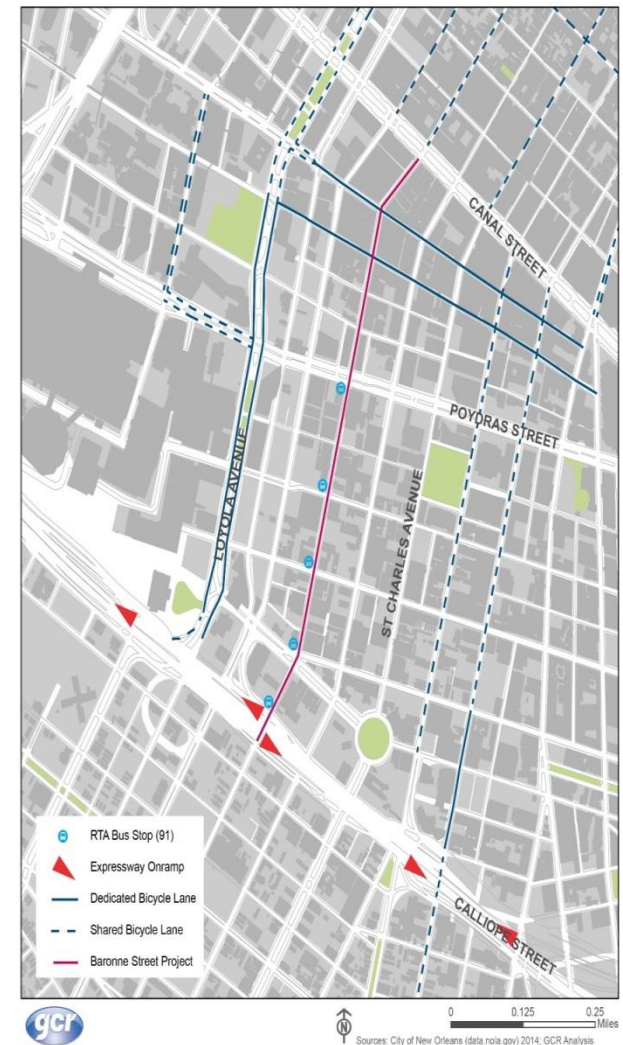 CANAL STREET
POYDRAS STREET
LOYOLA AVENUE
ST CHARLES AVENUE
CALLIOPE STREET
RTA Bus Stop (91)
Expressway Onramp
Dedicated Bicycle Lane
Shared Bicycle Lane
Baronne Street Project
gcr
N
0 0.125 0.25
Miles
Sources: City of New Orleans (data.nola.gov) 2014; GCR Analysis